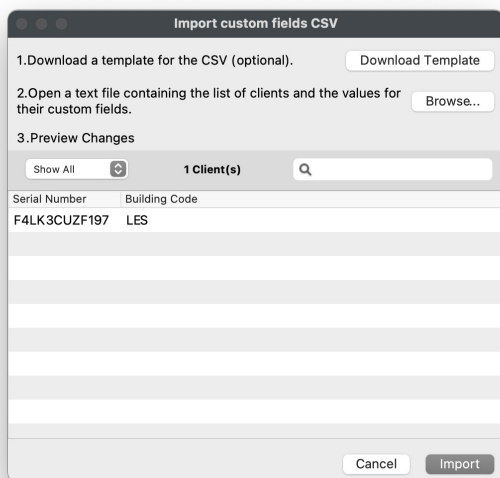 Import custom fields CSV
1.Download a template for the CSV (optional).
Download Template
2.Open a text file containing the list of clients and the values for
their custom fields.
Browse...
3.Preview Changes
Show All
1 Client(s)
Serial Number
Building Code
F4LK3CUZF197
LES
Cancel
Import